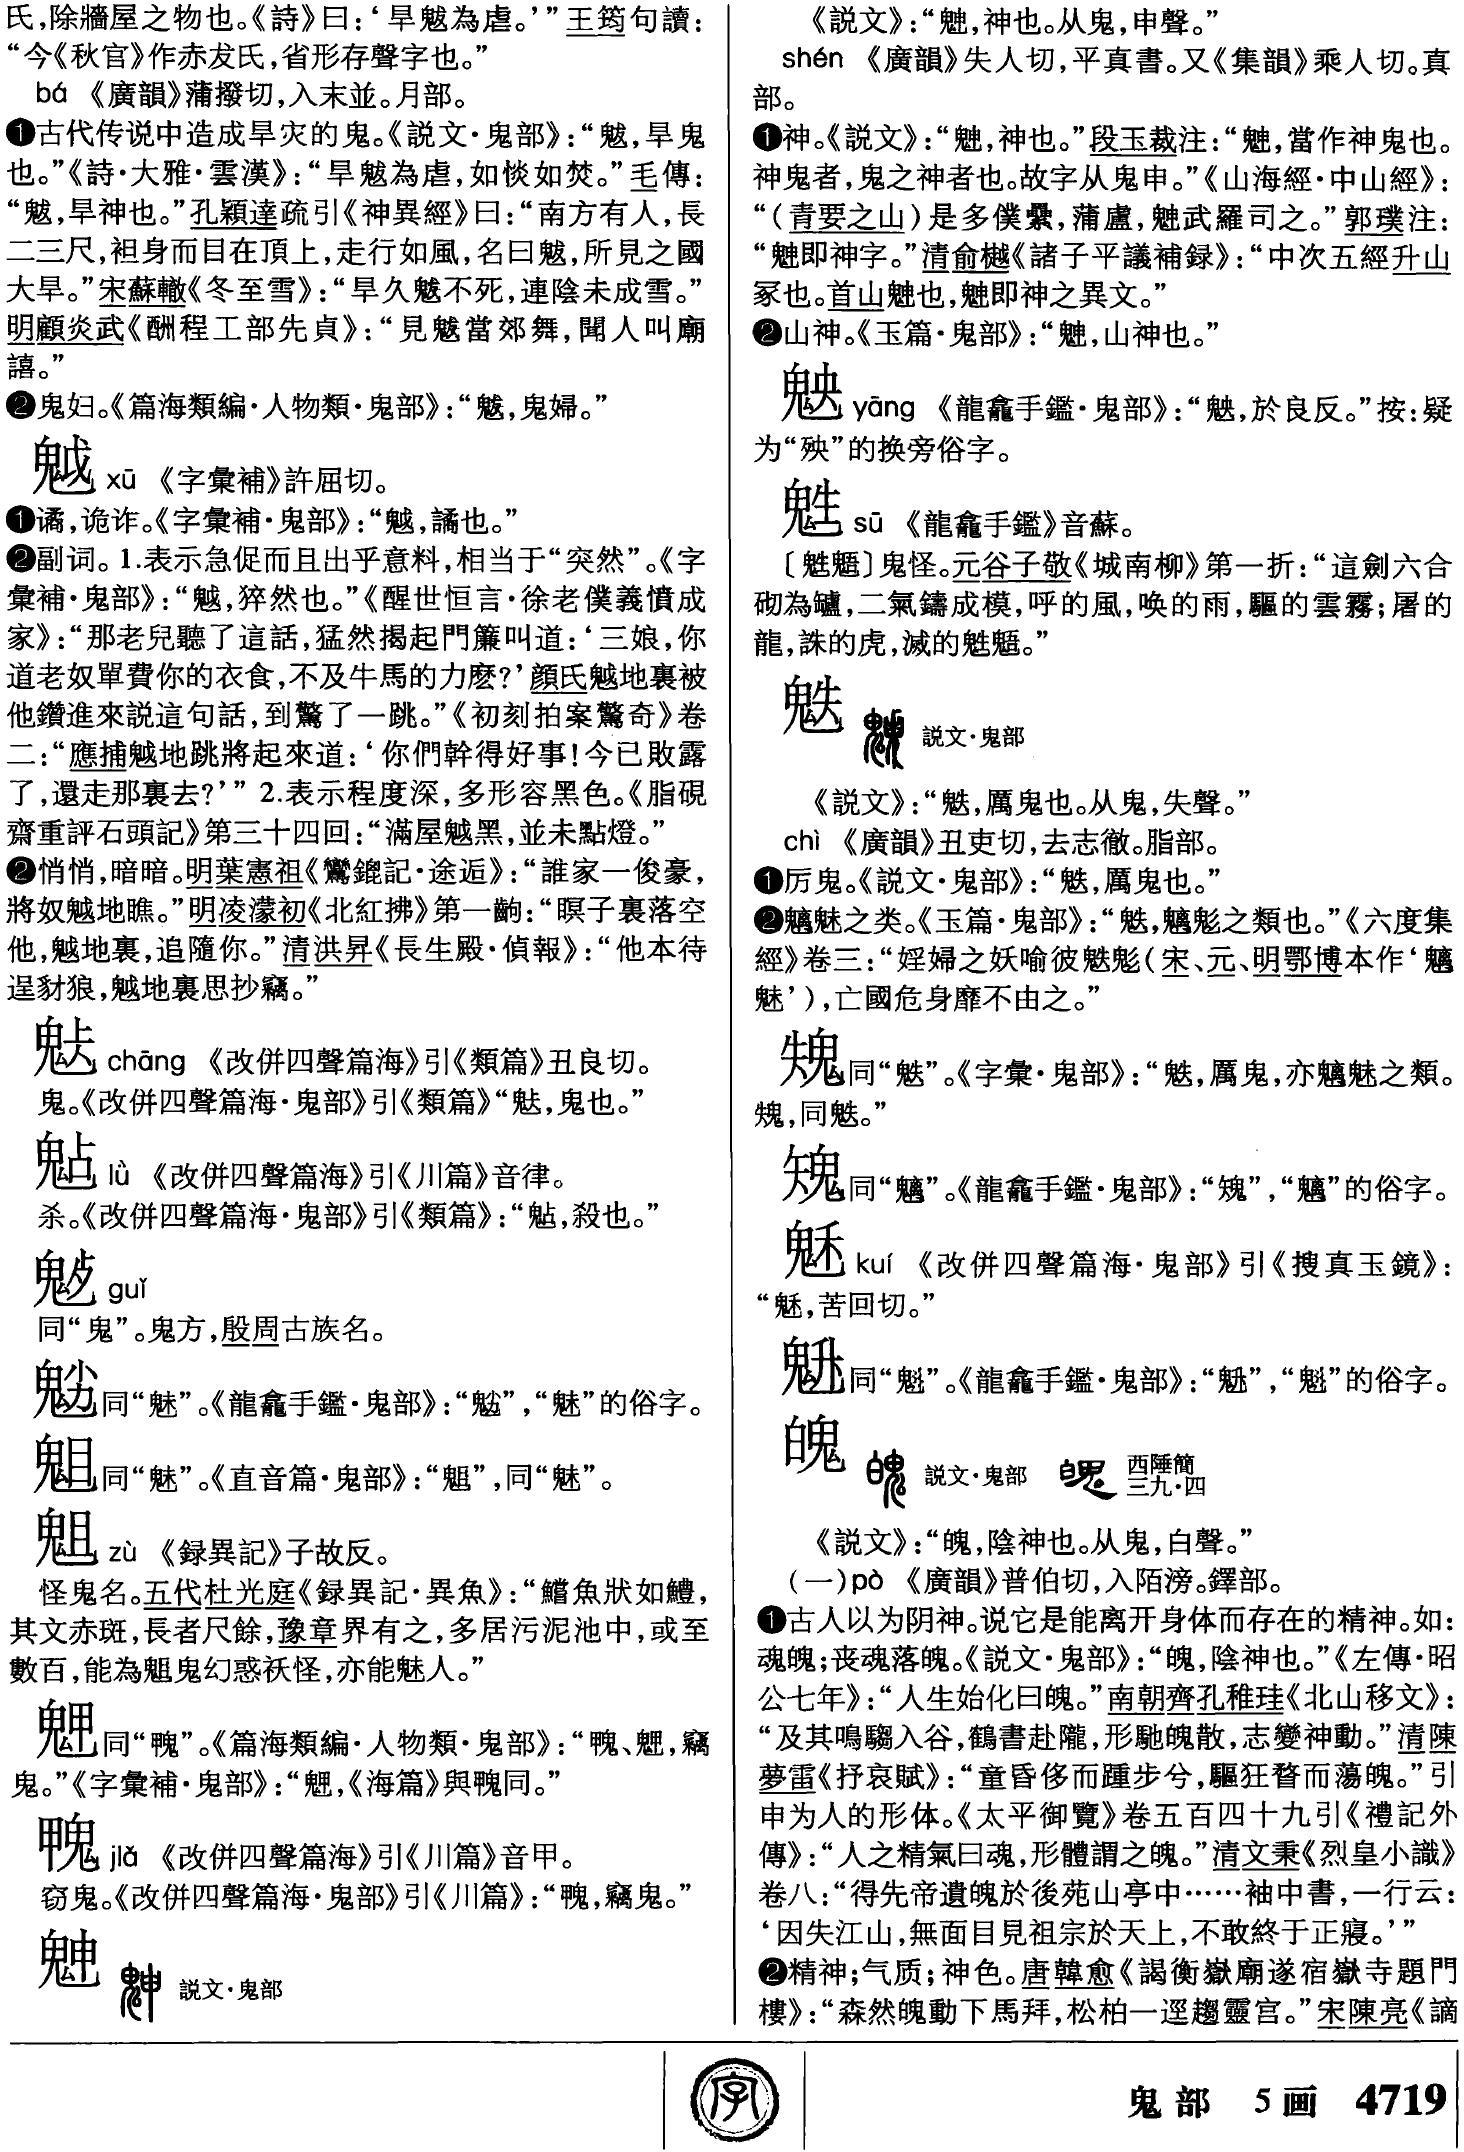 氏，除牆屋之物也。《詩》曰：‘旱魃為虐。’”王筠句讀：
“今《秋官》作赤犮氏，省形存聲字也。”
bá 《廣韻》蒲撥切，入末並。月部。
❶古代传说中造成旱灾的鬼。《説文·鬼部》：“魃，旱鬼
也。”《詩·大雅·雲漢》：“旱魃為虐，如惔如焚。”毛傳：
“魃，旱神也。”孔穎達疏引《神異經》曰：“南方有人，長
二三尺，袒身而目在頂上，走行如風，名曰魃，所見之國
大旱。”宋蘇轍《冬至雪》：“旱久魃不死，連陰未成雪。”
明顧炎武《酬程工部先貞》：“見魃當郊舞，聞人叫廟
譆。”
❷鬼妇。《篇海類編·人物類·鬼部》：“魃，鬼婦。”
魆 xū 《字彙補》許屈切。
❶谲，诡诈。《字彙補·鬼部》：“魆，譎也。”
❷副词。1.表示急促而且出乎意料，相当于“突然”。《字
彙補·鬼部》：“魆，猝然也。”《醒世恒言·徐老僕義憤成
家》：“那老兒聽了這話，猛然揭起門簾叫道：‘三娘，你
道老奴單費你的衣食，不及牛馬的力麽？’顔氏魆地裏被
他鑽進來説這句話，到驚了一跳。”《初刻拍案驚奇》卷
二：“應捕魆地跳將起來道：‘你們幹得好事！今已敗露
了，還走那裏去？’” 2.表示程度深，多形容黑色。《脂硯
齋重評石頭記》第三十四回：“滿屋魆黑，並未點燈。”
❷悄悄，暗暗。明葉憲祖《鸞鎞記·途逅》：“誰家一俊豪，
將奴魆地瞧。”明凌濛初《北紅拂》第一齣：“瞑子裏落空
他，魆地裏，追隨你。”清洪昇《長生殿·偵報》：“他本待
逞豺狼，魆地裏思抄竊。”
chāng 《改併四聲篇海》引《類篇》丑良切。
鬼。《改併四聲篇海·鬼部》引《類篇》“，鬼也。”
lǜ 《改併四聲篇海》引《川篇》音律。
杀。《改併四聲篇海·鬼部》引《類篇》：“，殺也。”
guǐ
同“鬼”。鬼方，殷周古族名。
同“魅”。《龍龕手鑑·鬼部》：“”，“魅”的俗字。
同“魅”。《直音篇·鬼部》：“”，同“魅”。
zù 《録異記》子故反。
怪鬼名。五代杜光庭《録異記·異魚》：“鱨魚狀如鱧，
其文赤斑，長者尺餘，豫章界有之，多居污泥池中，或至
數百，能為鬼幻惑祅怪，亦能魅人。”
同“”。《篇海類編·人物類·鬼部》：“、，竊
鬼。”《字彙補·鬼部》：“，《海篇》與同。”
jiǎ 《改併四聲篇海》引《川篇》音甲。
窃鬼。《改併四聲篇海·鬼部》引《川篇》：“，竊鬼。”
䰠 説文·鬼部
《説文》：“䰠，神也。从鬼，申聲。”
shén 《廣韻》失人切，平真書。又《集韻》乘人切。真
部。
❶神。《説文》：“䰠，神也。”段玉裁注：“䰠，當作神鬼也。
神鬼者，鬼之神者也。故字从鬼申。”《山海經·中山經》：
“（青要之山）是多僕纍，蒲盧，䰠武羅司之。”郭璞注：
“䰠即神字。”清俞樾《諸子平議補録》：“中次五經升山
冢也。首山䰠也，䰠即神之異文。”
❷山神。《玉篇·鬼部》：“䰠，山神也。”
yāng 《龍龕手鑑·鬼部》：“，於良反。”按：疑
为“殃”的换旁俗字。
sū 《龍龕手鑑》音蘇。
〔〕鬼怪。元谷子敬《城南柳》第一折：“這劍六合
砌為罏，二氣鑄成模，呼的風，唤的雨，驅的雲霧；屠的
龍，誅的虎，滅的。”
魅 説文·鬼部
《説文》：“䰡，厲鬼也。从鬼，失聲。”
chì 《廣韻》丑吏切，去志徹。脂部。
❶厉鬼。《説文·鬼部》：“䰡，厲鬼也。”
❷魑魅之类。《玉篇·鬼部》：“䰡，魑鬽之類也。”《六度集
經》卷三：“婬婦之妖喻彼䰡鬽（宋、元、明鄂博本作‘魑
魅’），亡國危身靡不由之。”
同“䰡”。《字彙·鬼部》：“䰡，厲鬼，亦魑魅之類。
，同䰡。”
同“魑”。《龍龕手鑑·鬼部》：“”，“魑”的俗字。
kuí 《改併四聲篇海·鬼部》引《搜真玉鏡》：
“，苦回切。”
同“魁”。《龍龕手鑑·鬼部》：“”，“魁”的俗字。
魄 説文·鬼部 西陲簡
三九·四
《説文》：“魄，陰神也。从鬼，白聲。”
（一）pò 《廣韻》普伯切，入陌滂。鐸部。
❶古人以为阴神。说它是能离开身体而存在的精神。如：
魂魄；丧魂落魄。《説文·鬼部》：“魄，陰神也。”《左傳·昭
公七年》：“人生始化曰魄。”南朝齊孔稚珪《北山移文》：
“及其鳴騶入谷，鶴書赴隴，形馳魄散，志變神動。”清陳
夢雷《抒哀賦》：“童昏侈而踵步兮，驅狂瞀而蕩魄。”引
申为人的形体。《太平御覽》卷五百四十九引《禮記外
傳》：“人之精氣曰魂，形體謂之魄。”清文秉《烈皇小識》
卷八：“得先帝遺魄於後苑山亭中……袖中書，一行云：
‘因失江山，無面目見祖宗於天上，不敢終于正寢。’”
❷精神；气质；神色。唐韓愈《謁衡嶽廟遂宿嶽寺題門
樓》：“森然魄動下馬拜，松柏一逕趨靈宫。”宋陳亮《謫
字
鬼部 5画 4719